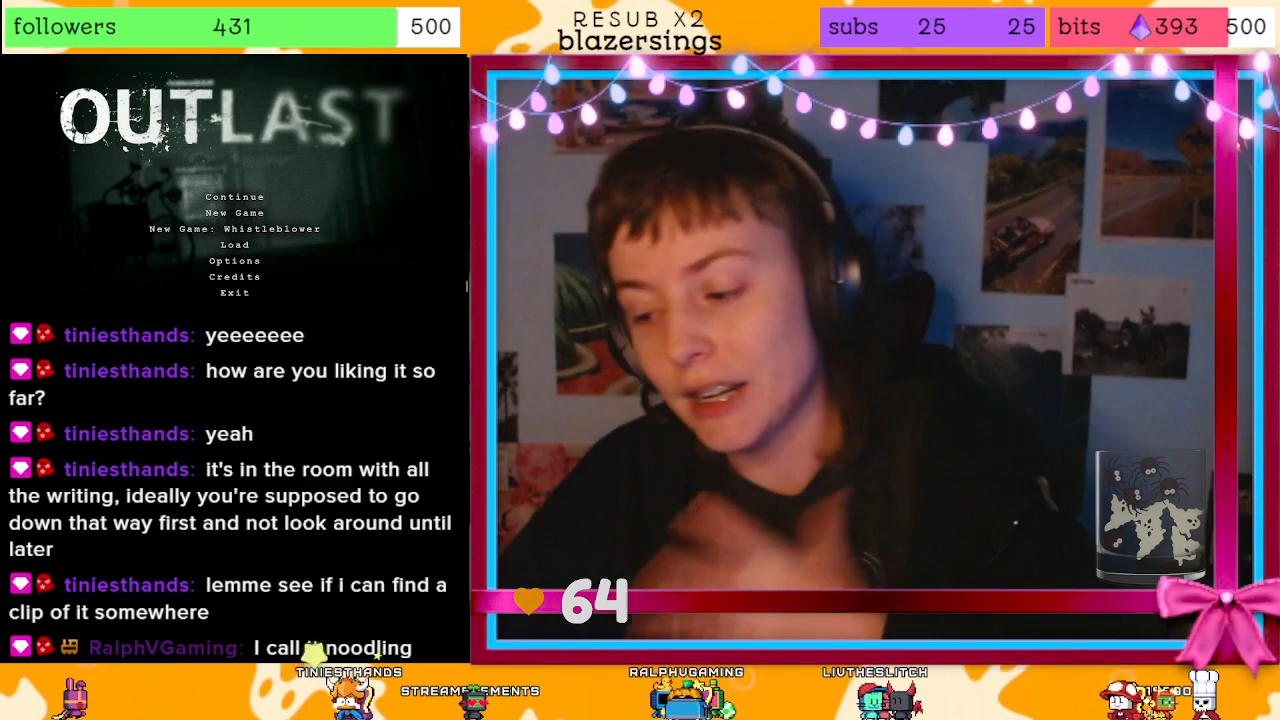 followers 431 500
RESUB X2
blazersings
subs 25 25
bits 393 500
OUTLAST
Continue
New Game
New Game: Whistleblower
Load
Options
Credits
Exit
tiniesthands: yeeeeeee
tiniesthands: how are you liking it so
far?
tiniesthands: yeah
tiniesthands: it's in the room with all
the writing, ideally you're supposed to go
down that way first and not look around until
later
tiniesthands: lemme see if i can find a
clip of it somewhere
RalphVGaming: I call
64
TINIESTHANDS
STREAMELEMENTS
RALPHVGAMING
LIVTHESLITCH